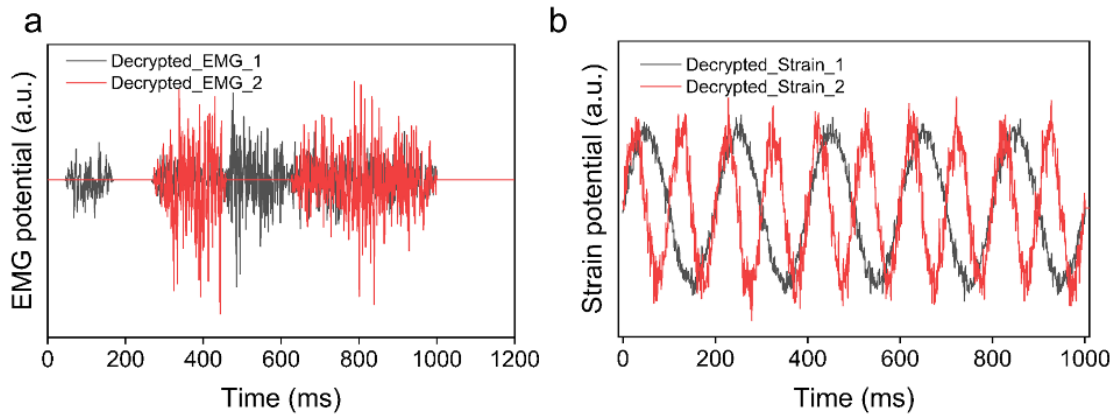 a
Decrypted_EMG_1
Decrypted_EMG_2
EMG potential (a.u.)
0 200 400 600 800 1000 1200
Time (ms)
b
Decrypted_Strain_1
Decrypted_Strain_2
Strain potential (a.u.)
0 200 400 600 800 1000
Time (ms)